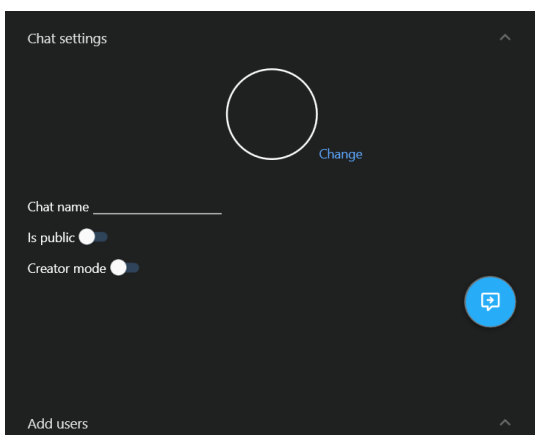 Chat settings
Change
Chat name
Is public
Creator mode
Add users